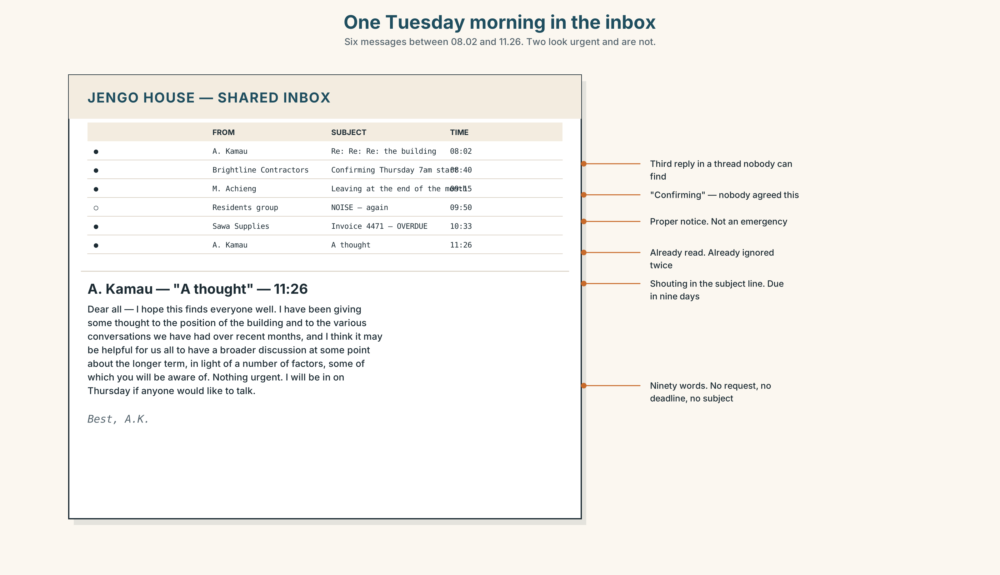 One Tuesday morning in the inbox
Six messages between 08.02 and 11.26. Two look urgent and are not.
JENGO HOUSE — SHARED INBOX
FROM SUBJECT TIME
● A. Kamau Re: Re: Re: the building 08:02
● Brightline Contractors Confirming Thursday 7am start 08:40
● M. Achieng Leaving at the end of the month 09:15
○ Residents group NOISE — again 09:50
● Sawa Supplies Invoice 4471 — OVERDUE 10:33
● A. Kamau A thought 11:26
A. Kamau — "A thought" — 11:26
Dear all — I hope this finds everyone well. I have been giving
some thought to the position of the building and to the various
conversations we have had over recent months, and I think it may
be helpful for us all to have a broader discussion at some point
about the longer term, in light of a number of factors, some of
which you will be aware of. Nothing urgent. I will be in on
Thursday if anyone would like to talk.
Best, A.K.
Third reply in a thread nobody can
find
"Confirming" — nobody agreed this
Proper notice. Not an emergency
Already read. Already ignored
twice
Shouting in the subject line. Due
in nine days
Ninety words. No request, no
deadline, no subject